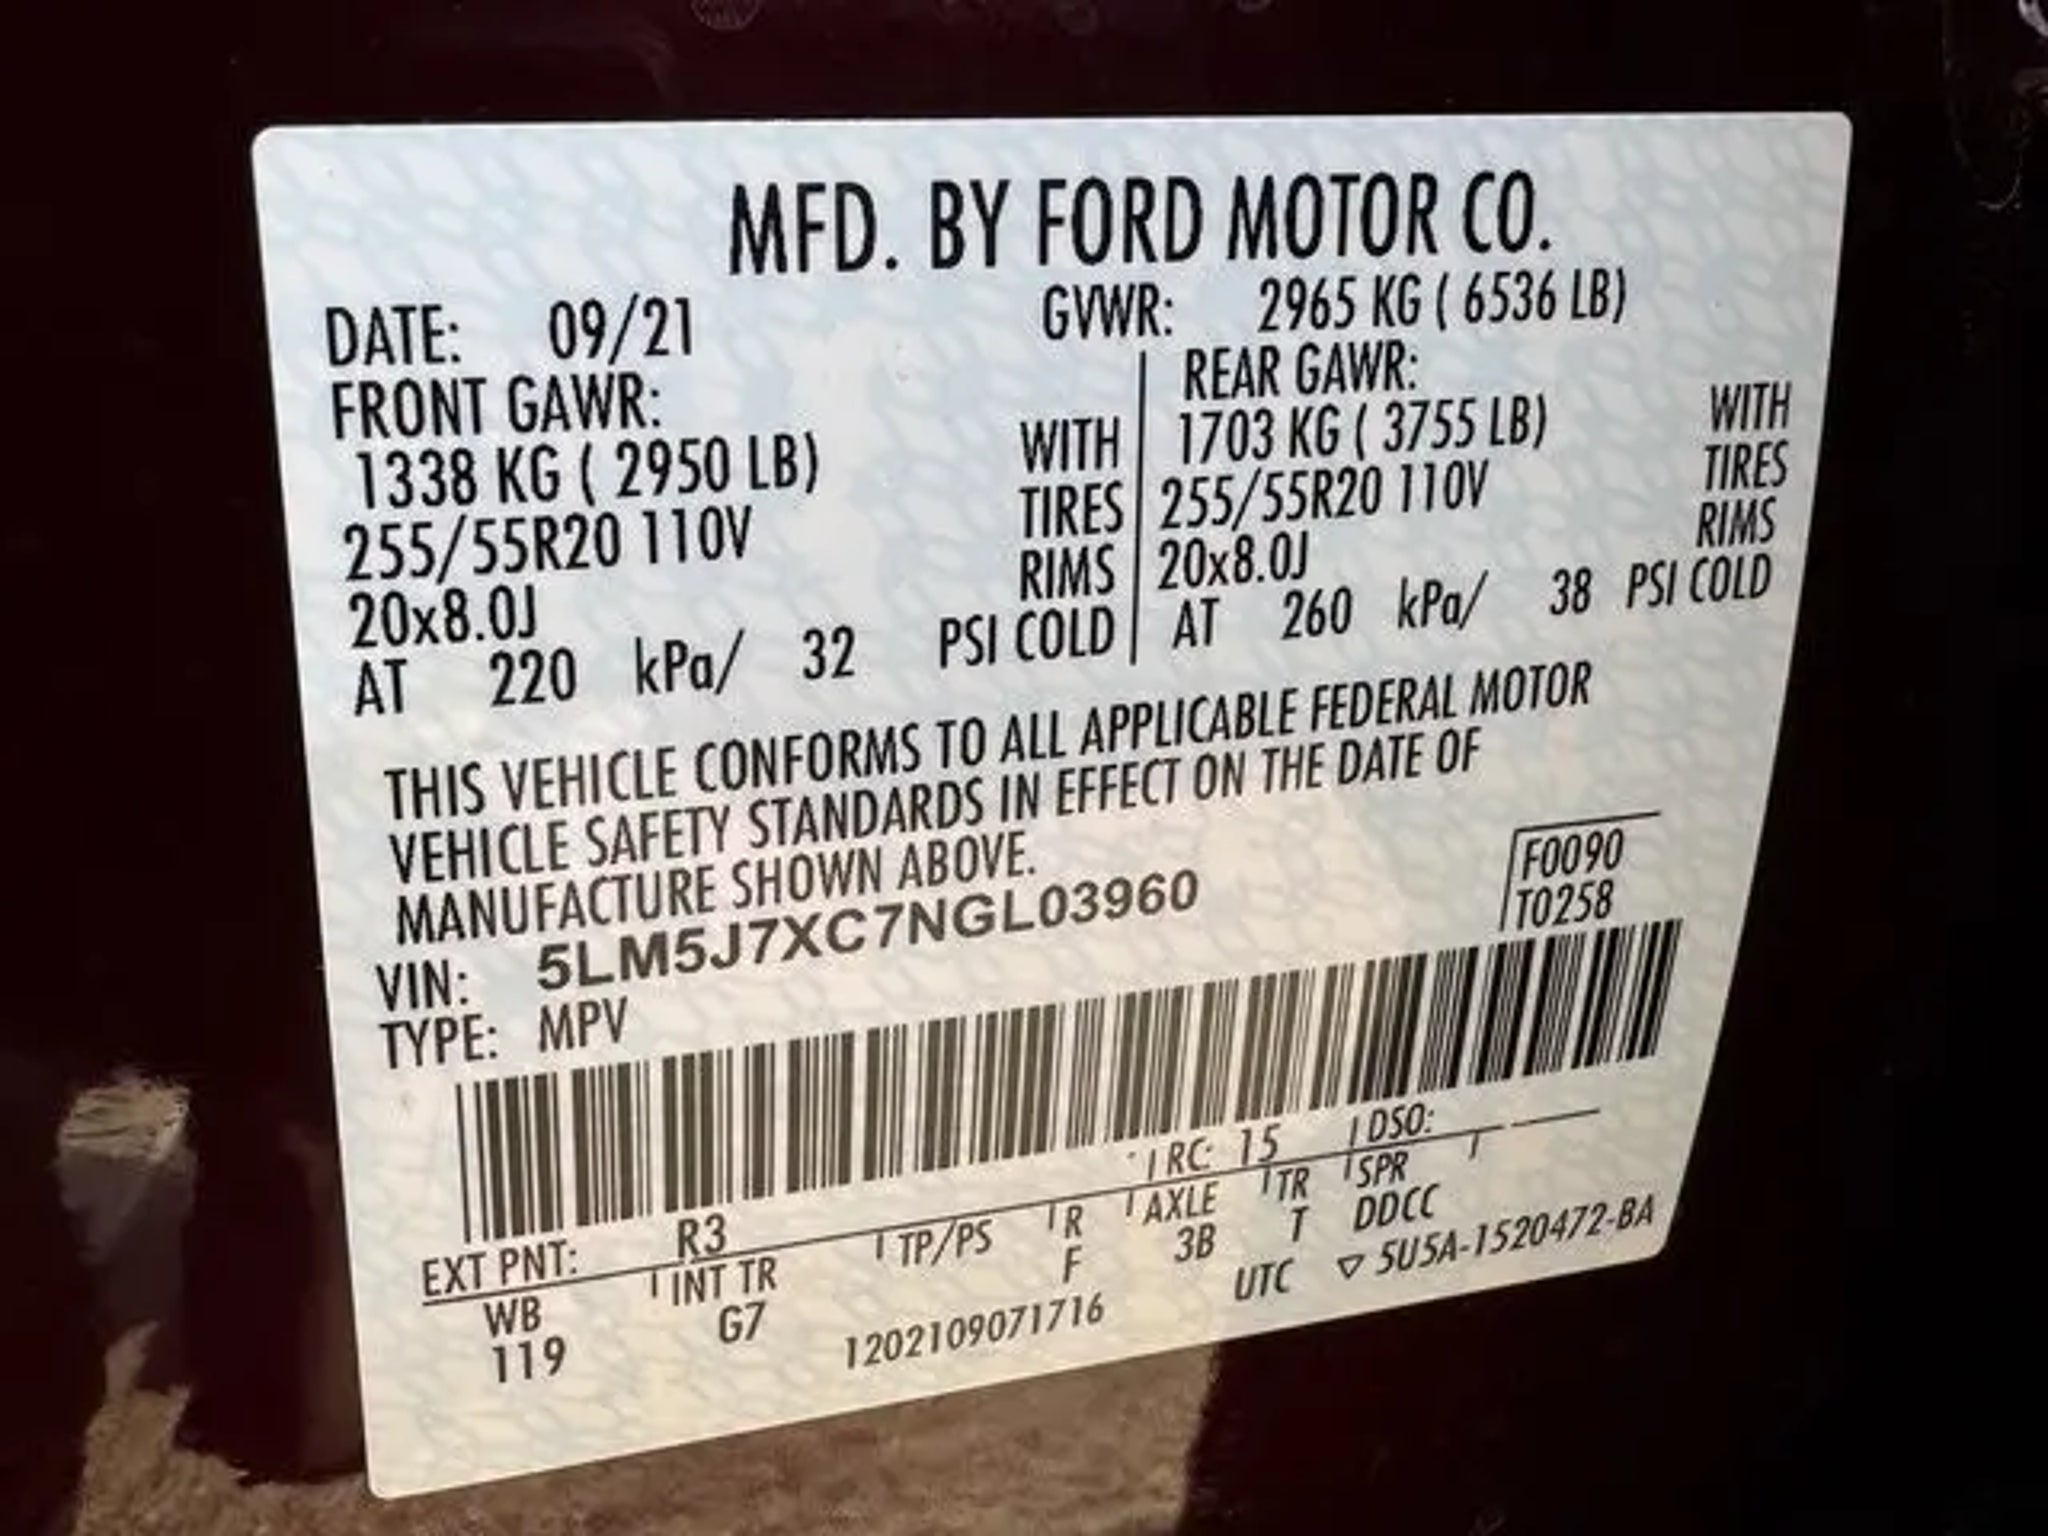 MFD. BY FORD MOTOR CO.
DATE: 09/21 GVWR: 2965 KG ( 6536 LB)
FRONT GAWR: REAR GAWR:
1338 KG ( 2950 LB) WITH 1703 KG ( 3755 LB) WITH
255/55R20 110V TIRES 255/55R20 110V TIRES
20x8.0J RIMS 20x8.0J RIMS
AT 220 kPa/ 32 PSI COLD AT 260 kPa/ 38 PSI COLD
THIS VEHICLE CONFORMS TO ALL APPLICABLE FEDERAL MOTOR
VEHICLE SAFETY STANDARDS IN EFFECT ON THE DATE OF
MANUFACTURE SHOWN ABOVE.
F0090
T0258
VIN: 5LM5J7XC7NGL03960
TYPE: MPV
EXT PNT: R3 RC: 15 DSO:
WB INT TR TP/PS R AXLE TR SPR
119 G7 F 3B T DDCC
1202109071716 UTC ▽ 5U5A-1520472-BA